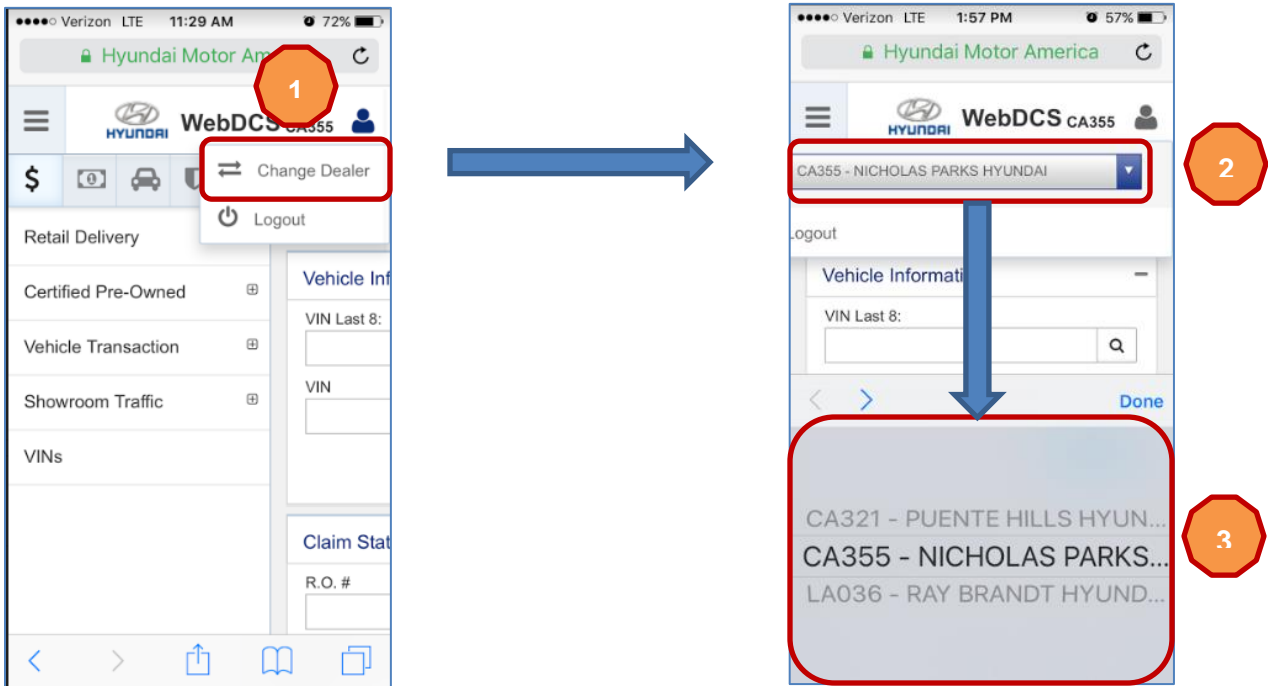 Verizon LTE 11:29 AM 72%
Hyundai Motor Am
1
HYUNDAI WebDCS CA355
$
Change Dealer
Logout
Retail Delivery
Certified Pre-Owned
Vehicle Transaction
Showroom Traffic
VINs
Vehicle Inf
VIN Last 8:
VIN
Claim Stat
R.O. #
Verizon LTE 1:57 PM 57%
Hyundai Motor America
HYUNDAI WebDCS CA355
CA355 - NICHOLAS PARKS HYUNDAI
2
Logout
Vehicle Informati
VIN Last 8:
Done
CA321 - PUENTE HILLS HYUN...
CA355 - NICHOLAS PARKS...
LA036 - RAY BRANDT HYUND...
3